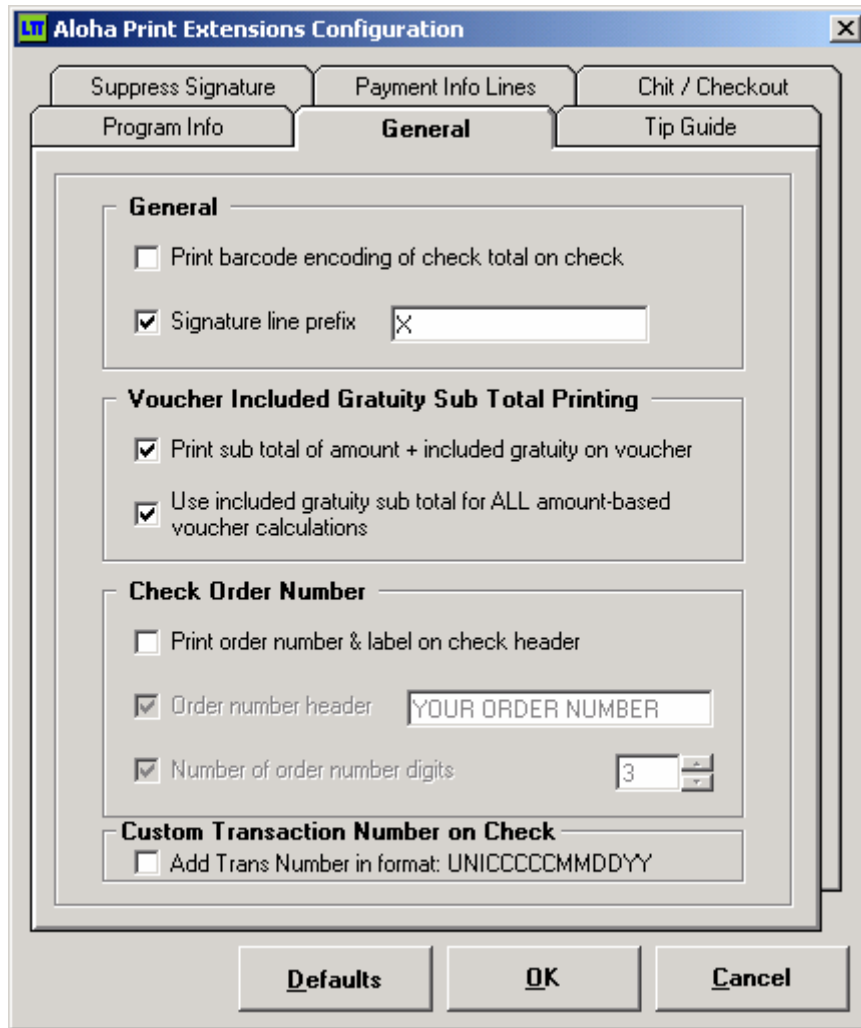 LTT Aloha Print Extensions Configuration
Suppress Signature Payment Info Lines Chit / Checkout
Program Info General Tip Guide
General
Print barcode encoding of check total on check
Signature line prefix X
Voucher Included Gratuity Sub Total Printing
Print sub total of amount + included gratuity on voucher
Use included gratuity sub total for ALL amount-based
voucher calculations
Check Order Number
Print order number & label on check header
Order number header YOUR ORDER NUMBER
Number of order number digits 3
Custom Transaction Number on Check
Add Trans Number in format: UNICCCCCMMDDYY
Defaults OK Cancel